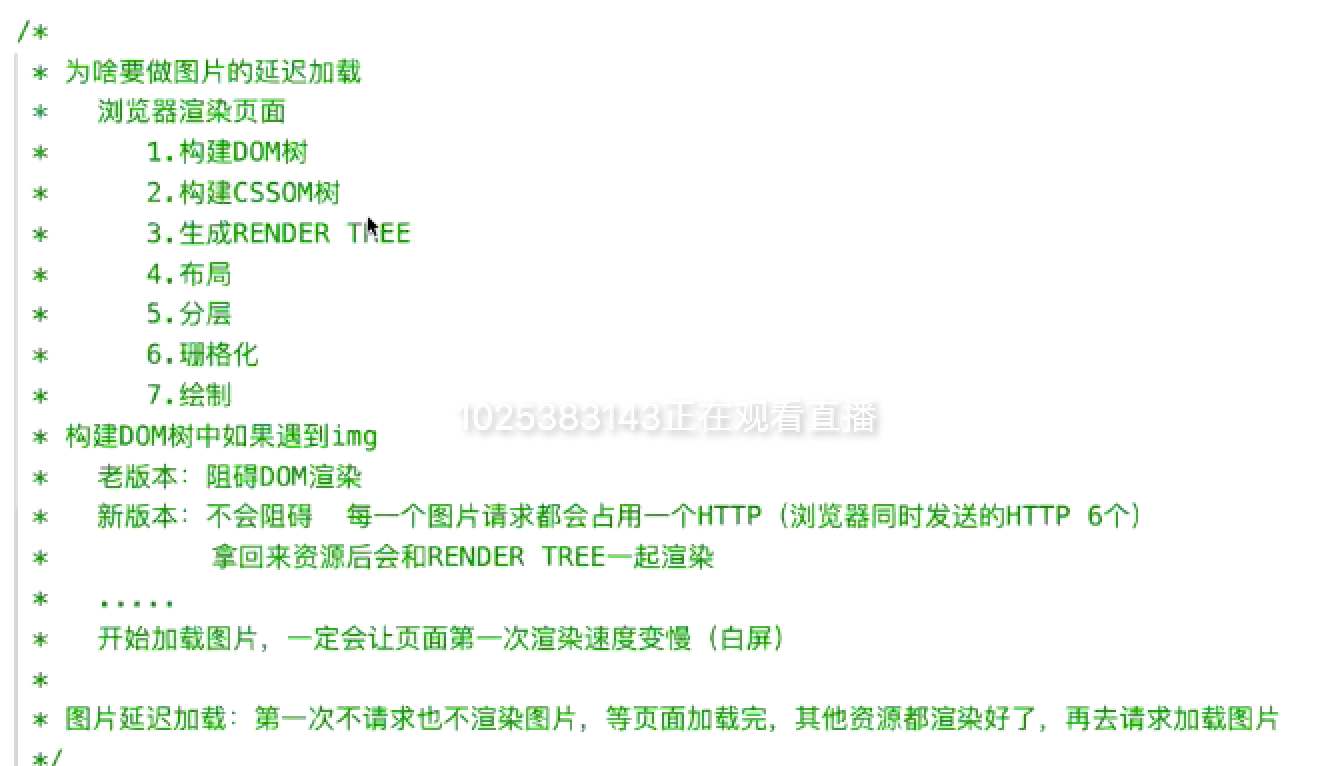 /*
* 为啥要做图片的延迟加载
* 浏览器渲染页面
* 1.构建DOM树
* 2.构建CSSOM树
* 3.生成RENDER TREE
* 4.布局
* 5.分层
* 6.珊格化
* 7.绘制
1025383143正在观看直播
* 构建DOM树中如果遇到img
* 老版本：阻碍DOM渲染
* 新版本：不会阻碍 每一个图片请求都会占用一个HTTP（浏览器同时发送的HTTP 6个）
* 拿回来资源后会和RENDER TREE一起渲染
* .....
* 开始加载图片，一定会让页面第一次渲染速度变慢（白屏）
*
* 图片延迟加载：第一次不请求也不渲染图片，等页面加载完，其他资源都渲染好了，再去请求加载图片
*/